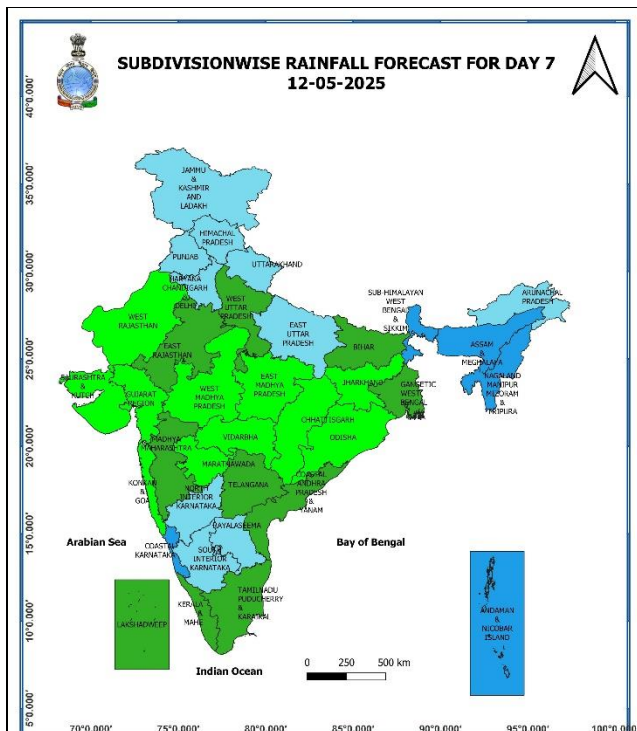 SUBDIVISIONWISE RAINFALL FORECAST FOR DAY 7
12-05-2025
40°0.000'
35°0.000'
30°0.000'
25°0.000'
20°0.000'
15°0.000'
10°0.000'
5°0.000'
JAMMU
&
KASHMIR
AND
LADAKH
HIMACHAL
PRADESH
PUNJAB
UTTARAKHAND
CHANDIGARH
DELHI
WEST
RAJASTHAN
WEST
UTTAR
PRADESH
EAST
RAJASTHAN
EAST
UTTAR
PRADESH
SUB-HIMALAYAN
WEST
BENGAL
&
SIKKIM
ARUNACHAL
PRADESH
BIHAR
ASSAM
&
MEGHALAYA
NAGALAND
MANIPUR
MIZORAM
&
TRIPURA
SAURASHTRA
&
KUTCH
GUJARAT
REGION
WEST
MADHYA
PRADESH
EAST
MADHYA
PRADESH
JHARKHAND
GANGETIC
WEST
BENGAL
CHHATTISGARH
ODISHA
VIDARBHA
MADHYA
MAHARASHTRA
MARATHWADA
KONKAN
&
GOA
NORTH
INTERIOR
KARNATAKA
TELANGANA
COASTAL
ANDHRA
PRADESH
&
YANAM
RAYALASEEMA
Arabian Sea
Bay of Bengal
COASTAL
KARNATAKA
SOUTH
INTERIOR
KARNATAKA
TAMILNADU
PUDUCHERRY
&
KARAIKAL
KERALA
&
MAHE
LAKSHADWEEP
ANDAMAN
&
NICOBAR
ISLAND
Indian Ocean
0 250 500 km
70°0.000' 75°0.000' 80°0.000' 85°0.000' 90°0.000' 95°0.000' 100°0.000'